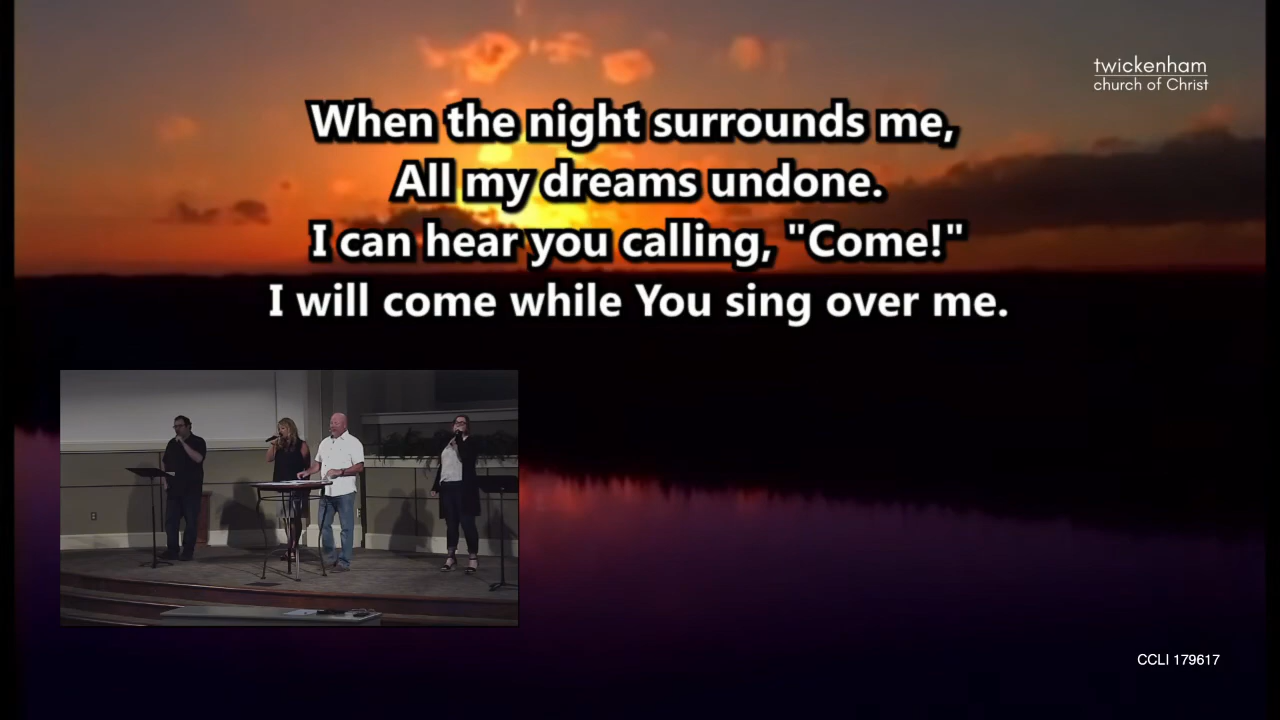 twickenham
church of Christ
When the night surrounds me,
All my dreams undone.
I can hear you calling, "Come!"
I will come while You sing over me.
CCLI 179617